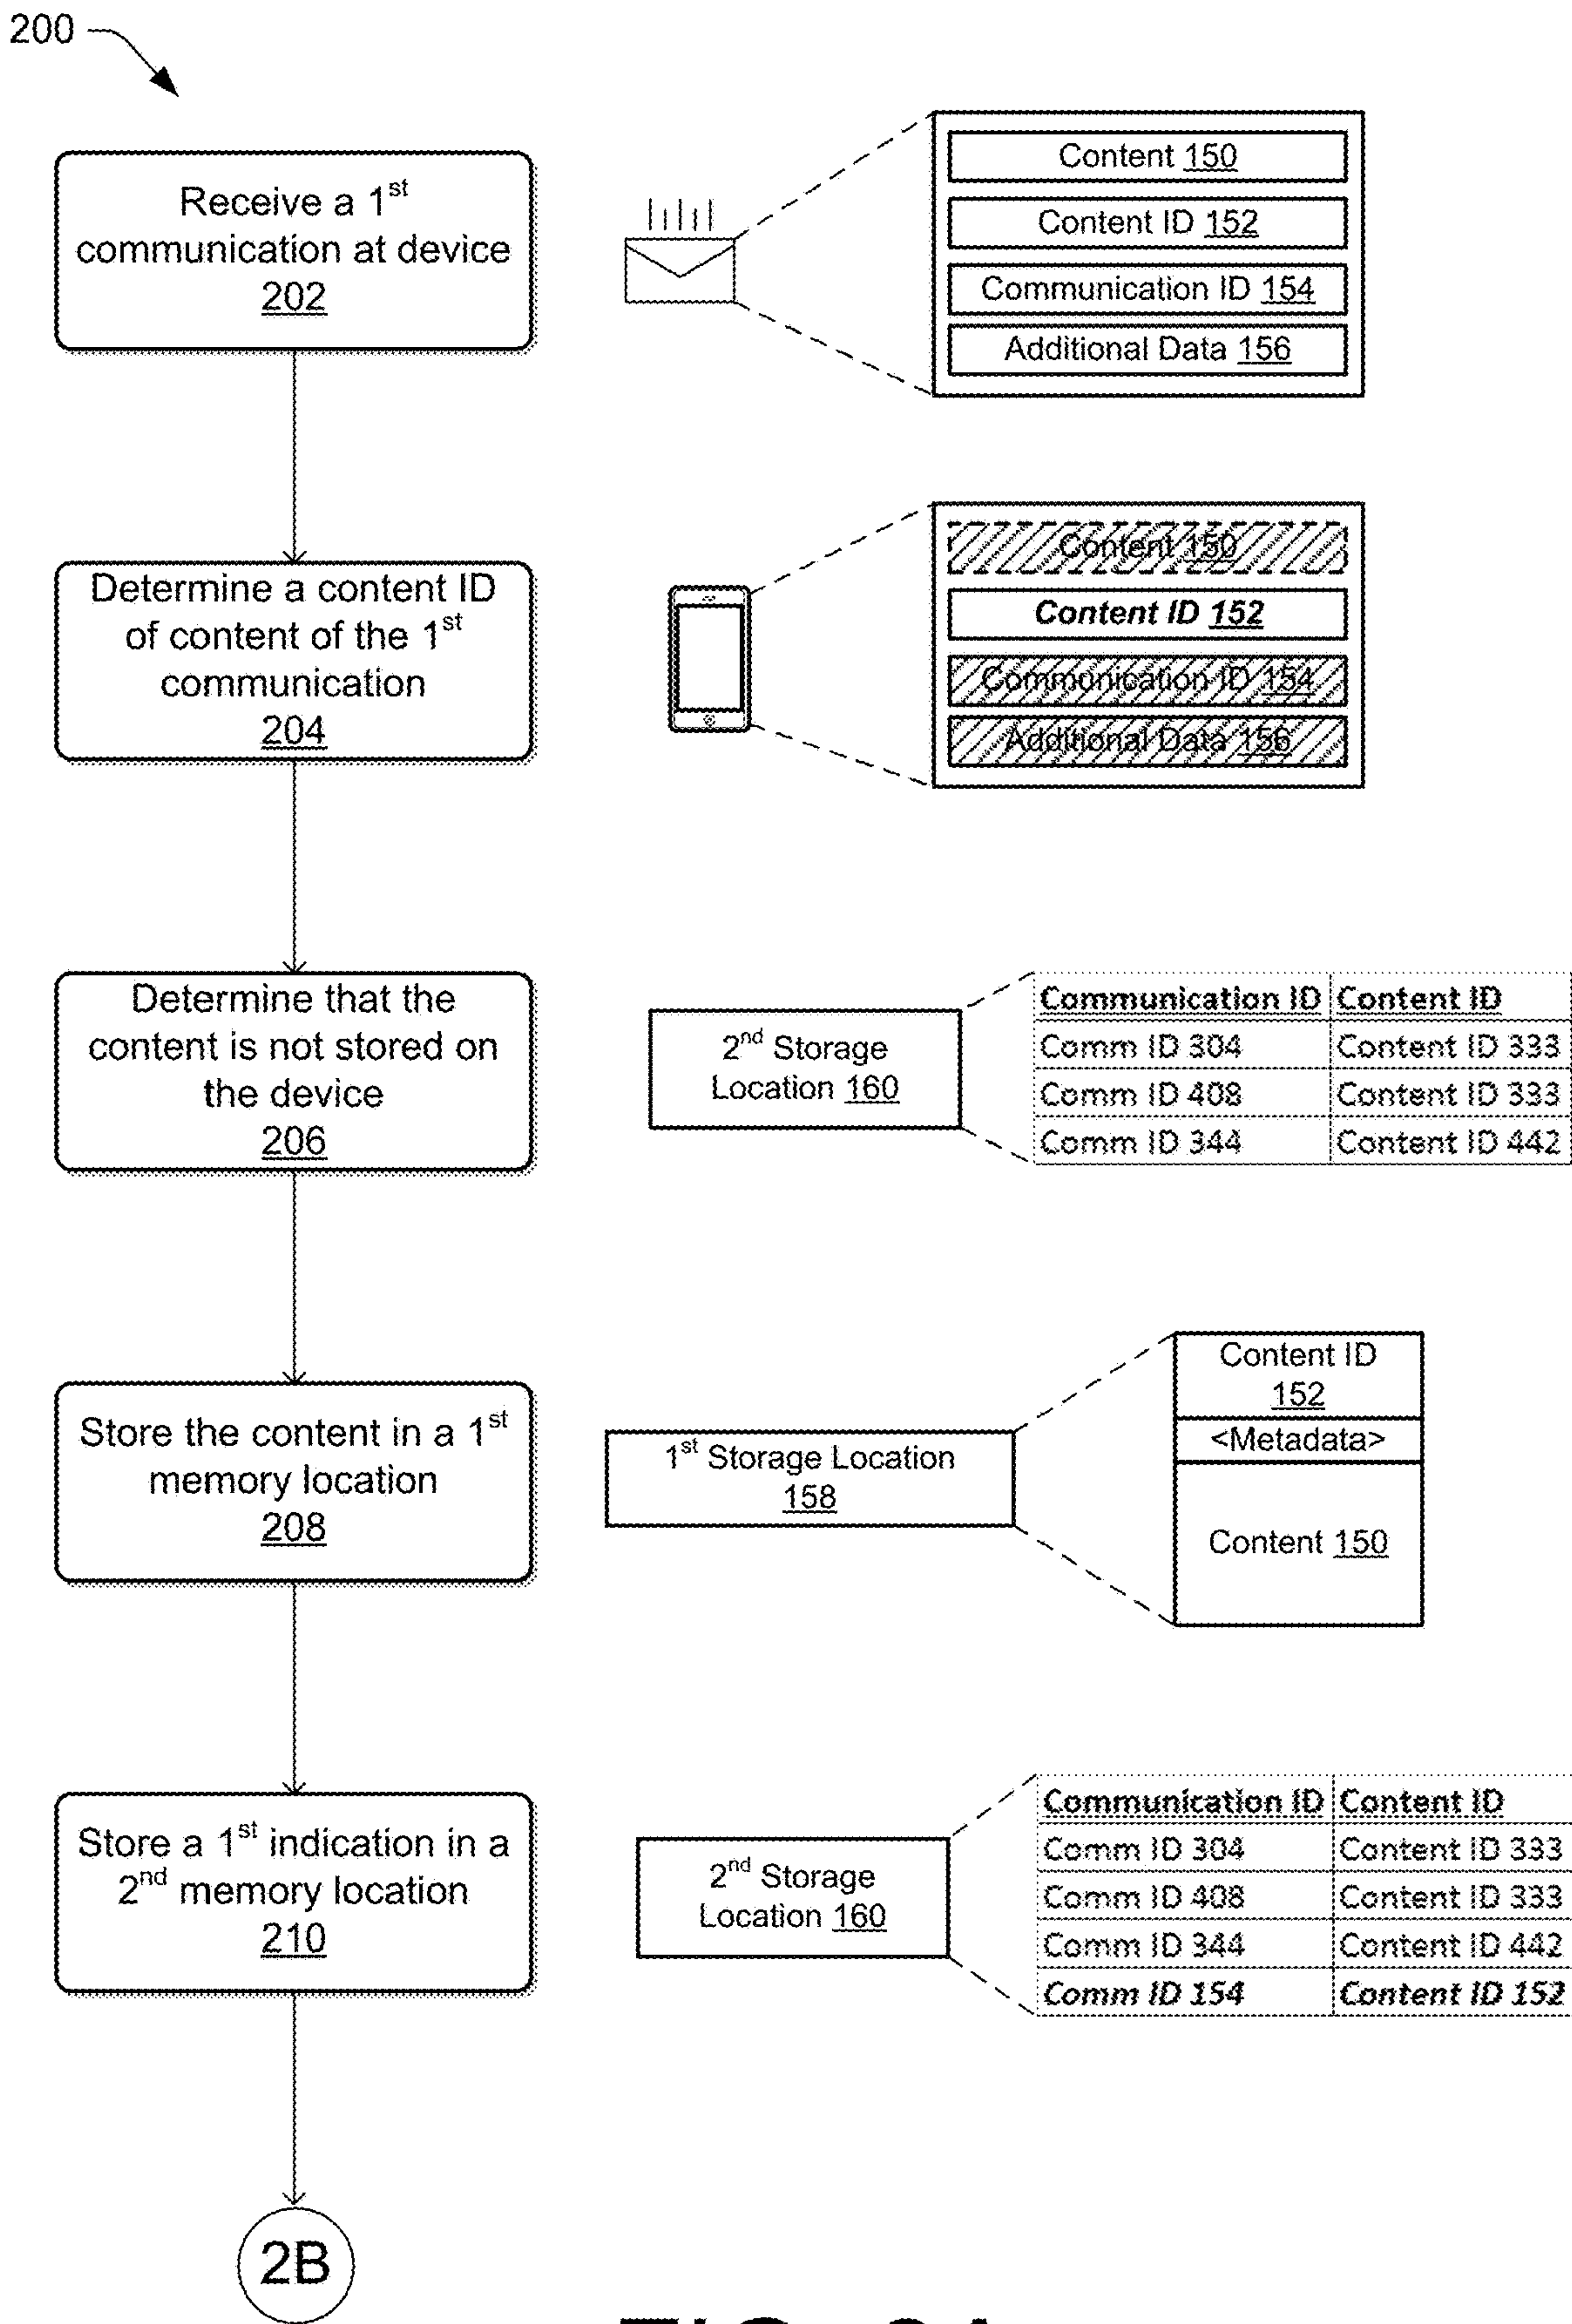 200
Receive a 1st
communication at device
202
Content 150
Content ID 152
Communication ID 154
Additional Data 156
Determine a content ID
of content of the 1st
communication
204
Content 150
Content ID 152
Communication ID 154
Additional Data 156
Determine that the
content is not stored on
the device
206
2nd Storage
Location 160
Communication ID Content ID
Comm ID 304 Content ID 333
Comm ID 408 Content ID 333
Comm ID 344 Content ID 442
Store the content in a 1st
memory location
208
1st Storage Location
158
Content ID
152
<Metadata>
Content 150
Store a 1st indication in a
2nd memory location
210
2nd Storage
Location 160
Communication ID Content ID
Comm ID 304 Content ID 333
Comm ID 408 Content ID 333
Comm ID 344 Content ID 442
Comm ID 154 Content ID 152
2B